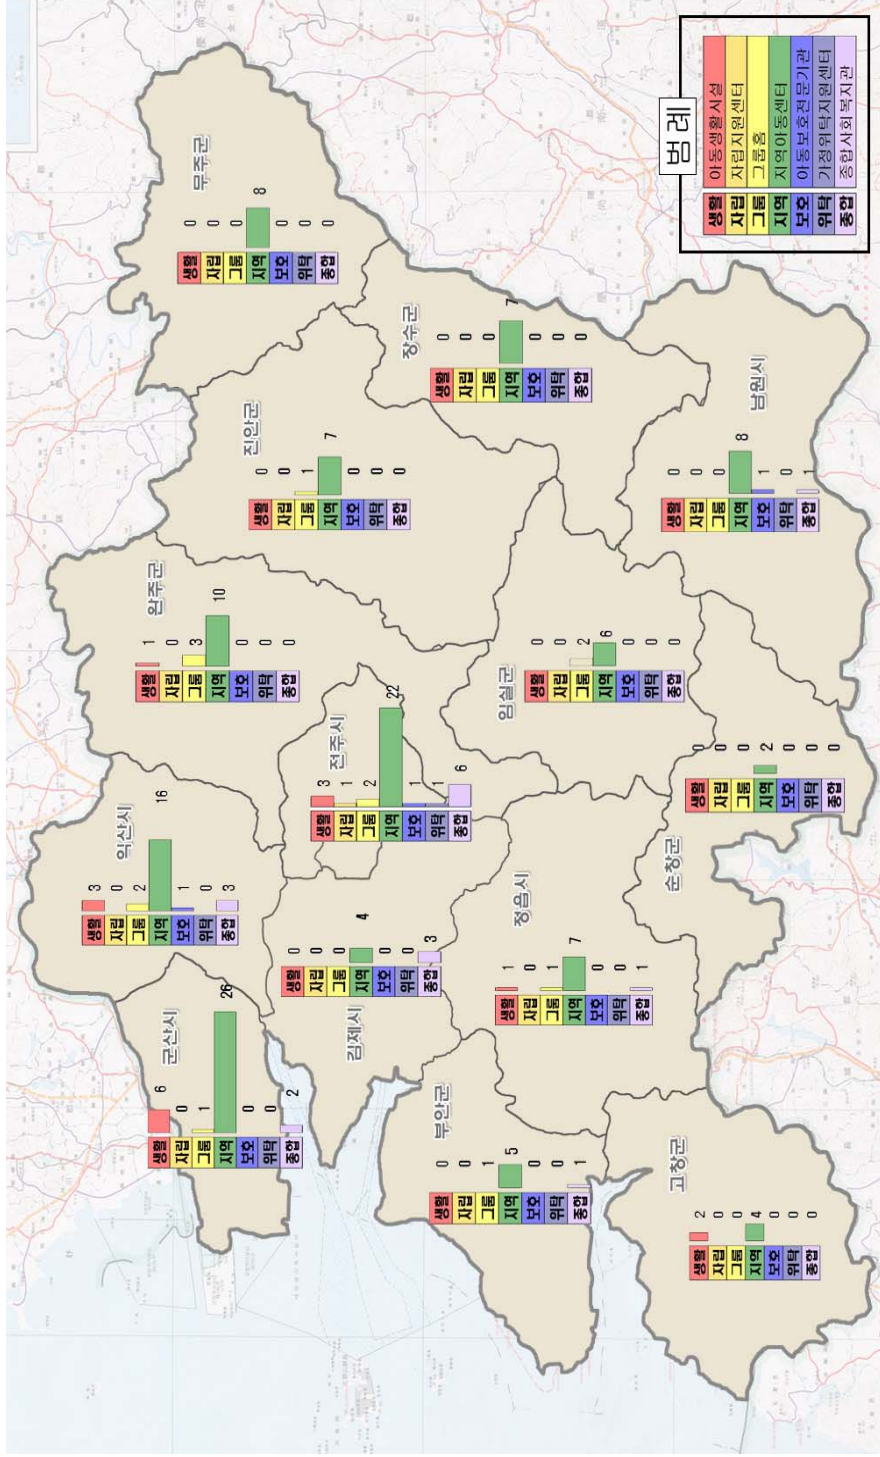 익산시
생활 3
자립 0
그룹 2
지역 16
보호 1
위탁 0
종합 3
완주군
생활 1
자립 0
그룹 3
지역 10
보호 0
위탁 0
종합 0
군산시
생활 6
자립 0
그룹 1
지역 26
보호 0
위탁 0
종합 2
무주군
생활 0
자립 0
그룹 0
지역 8
보호 0
위탁 0
종합 0
진안군
생활 0
자립 0
그룹 1
지역 7
보호 0
위탁 0
종합 0
김제시
생활 0
자립 0
그룹 0
지역 4
보호 0
위탁 0
종합 3
전주시
생활 3
자립 1
그룹 2
지역 22
보호 1
위탁 1
종합 6
장수군
생활 0
자립 0
그룹 0
지역 7
보호 0
위탁 0
종합 0
부안군
생활 0
자립 0
그룹 1
지역 5
보호 0
위탁 0
종합 1
정읍시
생활 1
자립 0
그룹 1
지역 7
보호 0
위탁 0
종합 1
임실군
생활 0
자립 0
그룹 2
지역 6
보호 0
위탁 0
종합 0
남원시
생활 0
자립 0
그룹 0
지역 8
보호 1
위탁 0
종합 1
순창군
생활 0
자립 0
그룹 0
지역 2
보호 0
위탁 0
종합 0
고창군
생활 2
자립 0
그룹 0
지역 4
보호 0
위탁 0
종합 0
범례
생활 아동생활시설
자립 자립지원센터
그룹 그룹홈
지역 지역아동센터
보호 아동보호전문기관
위탁 가정위탁지원센터
종합 종합사회복지관